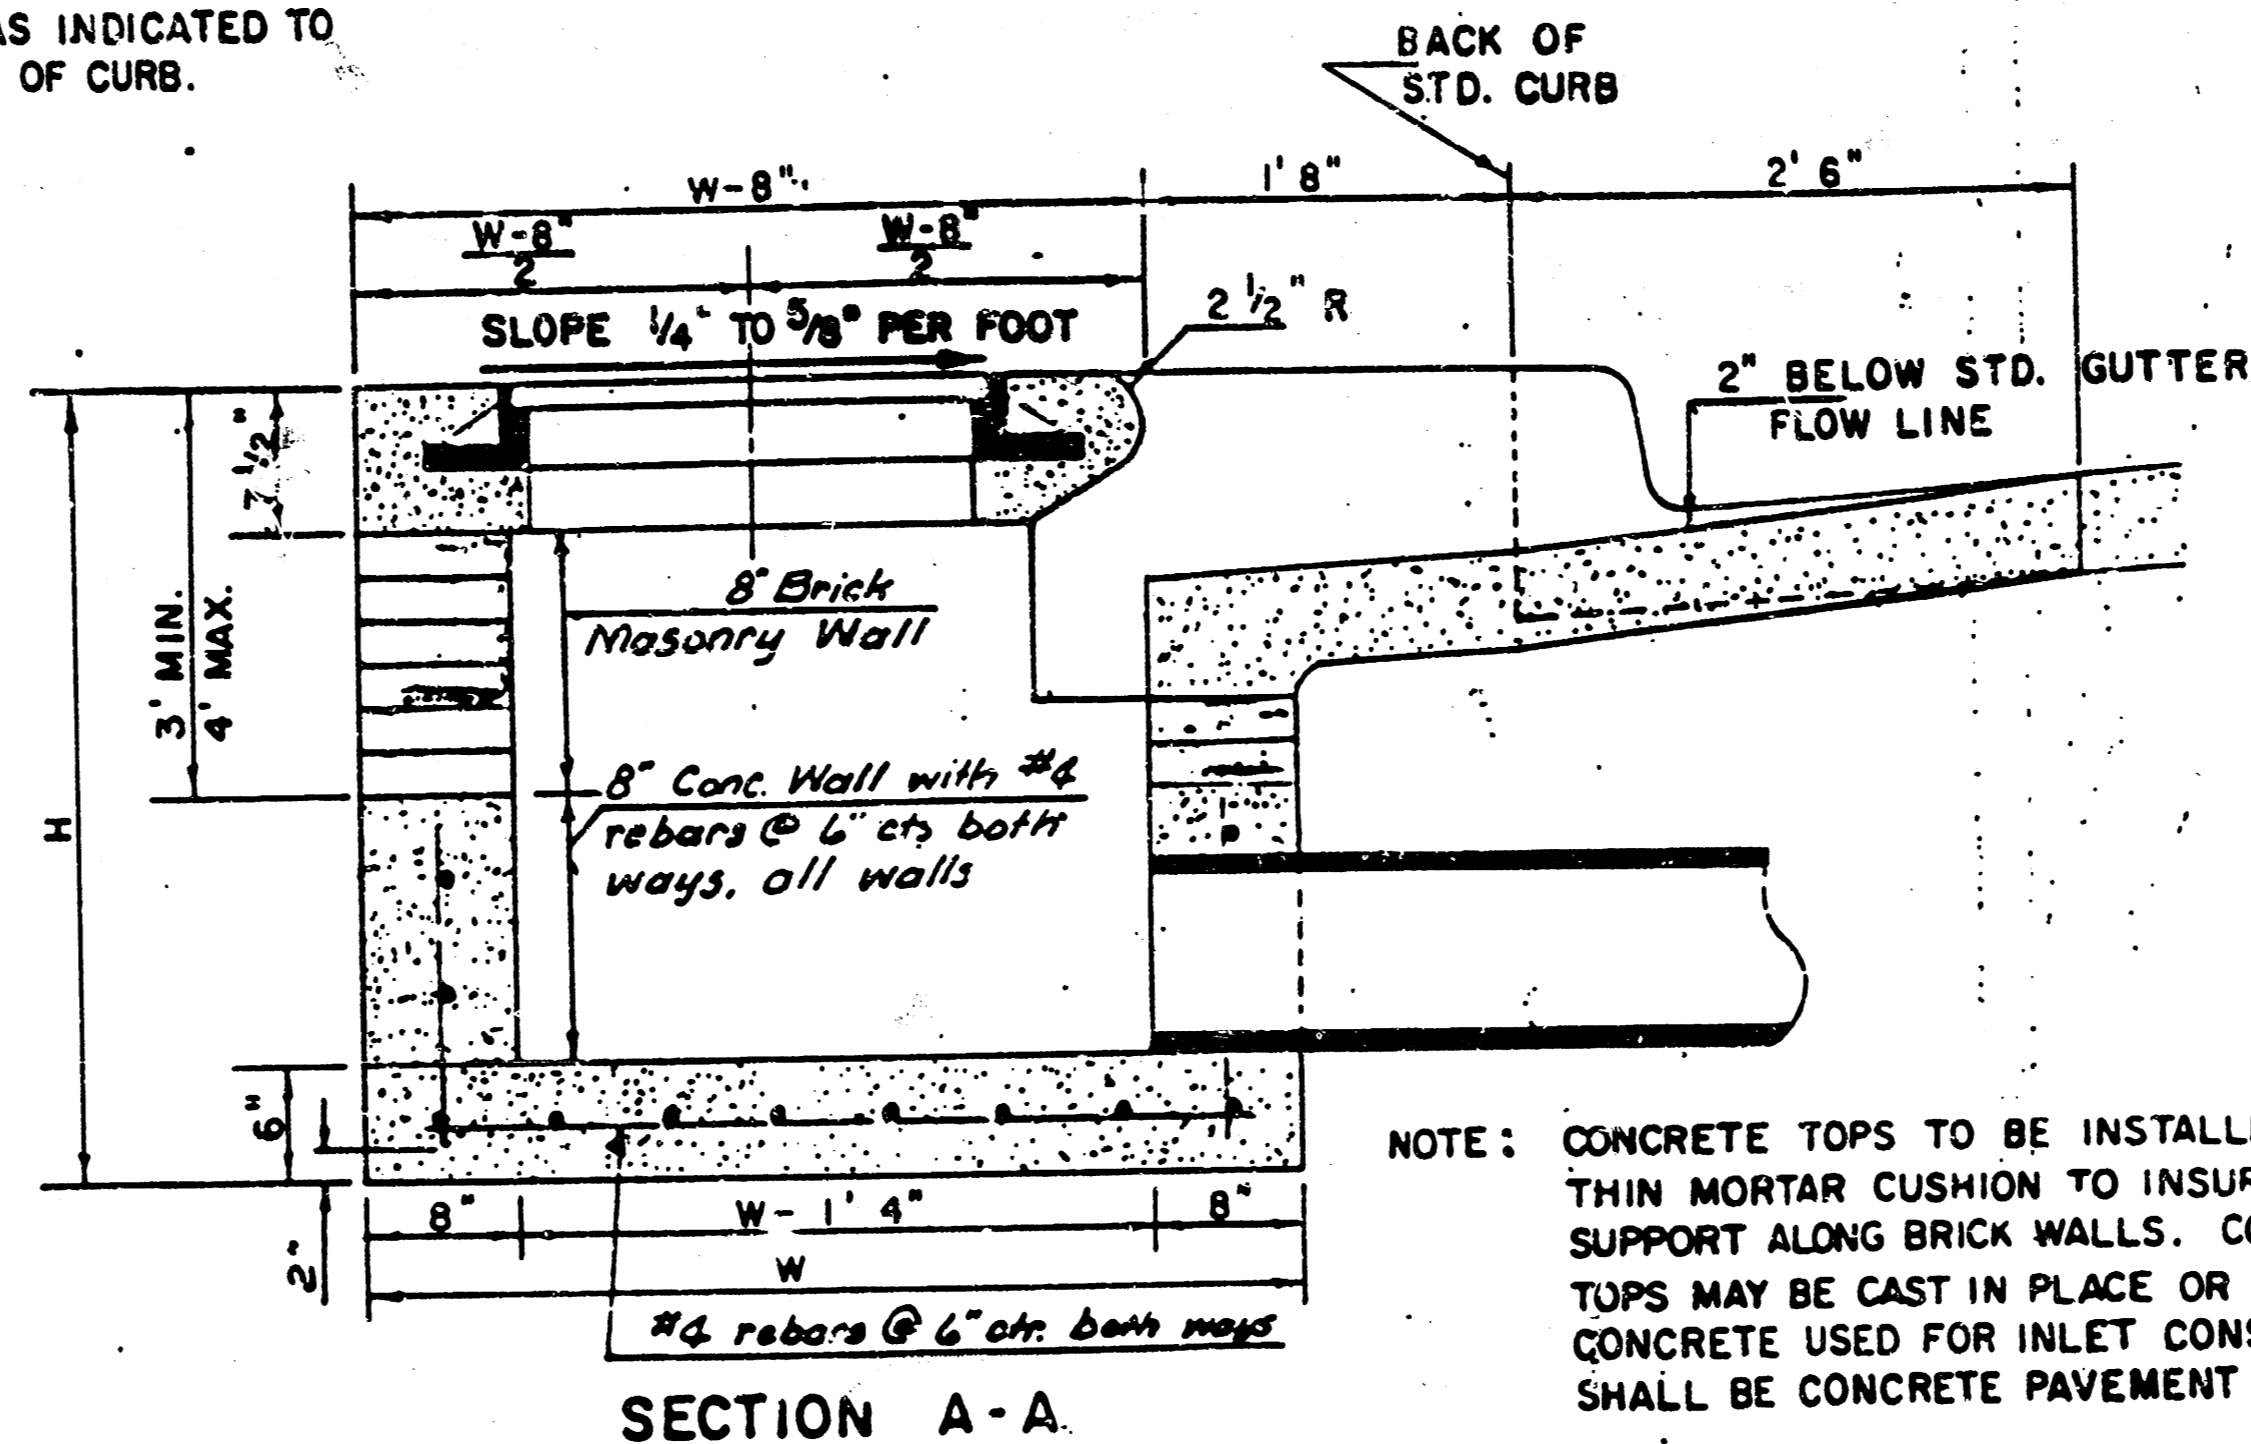 AS INDICATED TO
OF CURB.
BACK OF
STD. CURB
W-8"
1' 8"
2' 6"
W-8"
2
W-8"
2
SLOPE 1/4" TO 5/8" PER FOOT
2 1/2" R
2" BELOW STD. GUTTER
FLOW LINE
7 1/2"
3' MIN.
4' MAX.
H
8" Brick
Masonry Wall
8" Conc. Wall with #4
rebars @ 6" cts both
ways, all walls
6"
2"
8"
W - 1' 4"
8"
W
#4 rebars @ 6" ctr. both ways
SECTION A-A
NOTE: CONCRETE TOPS TO BE
THIN MORTAR CUSHION TO
SUPPORT ALONG BRICK WALLS.
TOPS MAY BE CAST IN PLACE OR
CONCRETE USED FOR INLET
SHALL BE CONCRETE PAVEMENT